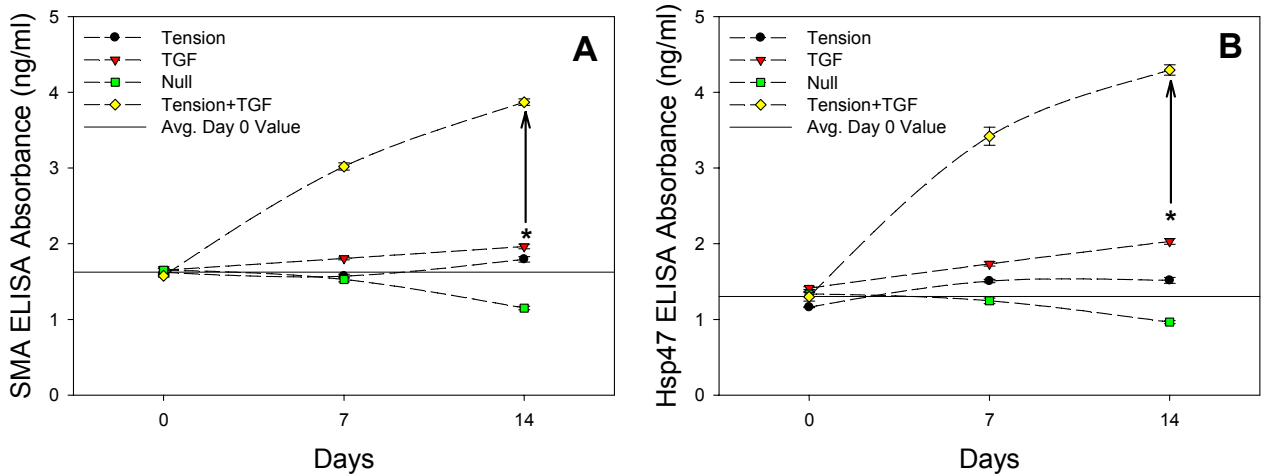 SMA ELISA Absorbance (ng/ml)
5
4
3
2
1
0
Tension
TGF
Null
Tension+TGF
Avg. Day 0 Value
A
*
0 7 14
Days
Hsp47 ELISA Absorbance (ng/ml)
5
4
3
2
1
0
Tension
TGF
Null
Tension+TGF
Avg. Day 0 Value
B
*
0 7 14
Days